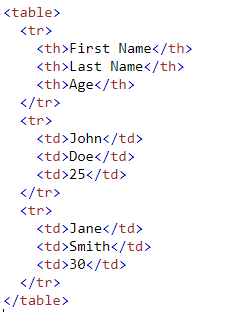 <table>
  <tr>
    <th>First Name</th>
    <th>Last Name</th>
    <th>Age</th>
  </tr>
  <tr>
    <td>John</td>
    <td>Doe</td>
    <td>25</td>
  </tr>
  <tr>
    <td>Jane</td>
    <td>Smith</td>
    <td>30</td>
  </tr>
</table>